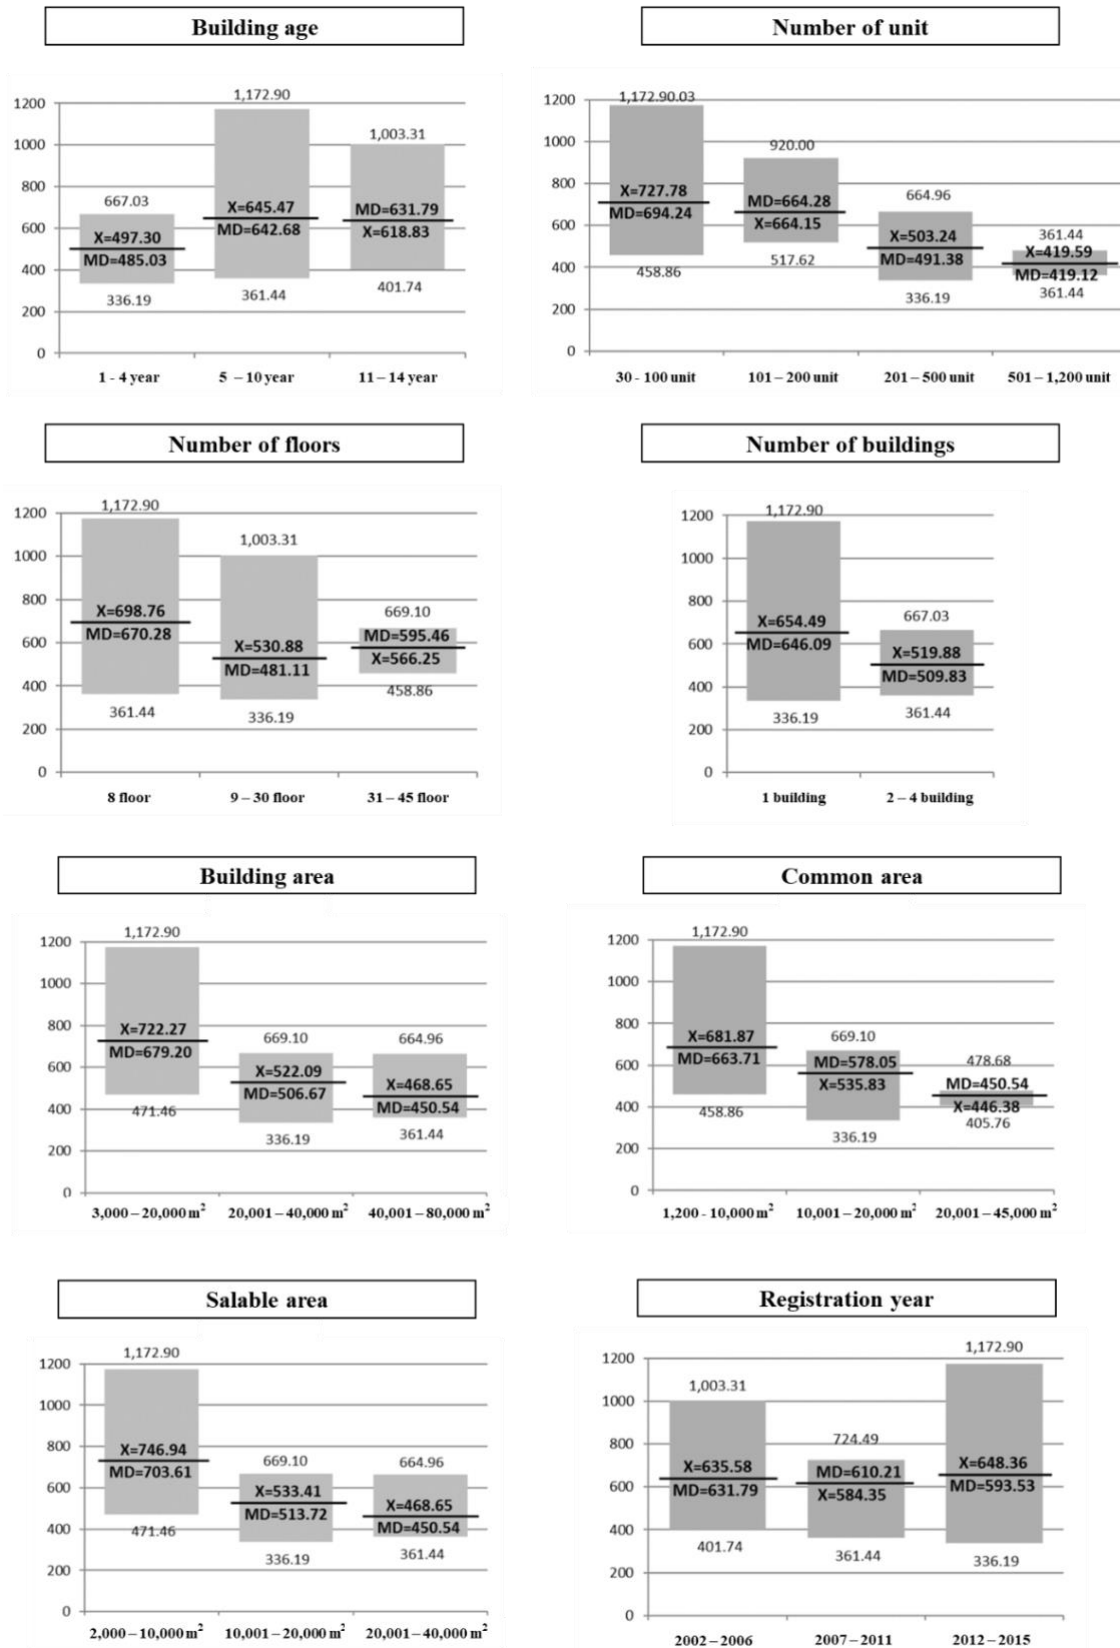 Building age
1,172.90
1200
1,003.31
1000
800
667.03
X=645.47
MD=631.79
600
X=497.30
MD=642.68
X=618.83
MD=485.03
400
336.19
361.44
401.74
200
0
1 - 4 year
5 – 10 year
11 – 14 year
Number of unit
1200
1,172.90.03
1000
920.00
800
X=727.78
MD=664.28
664.96
MD=694.24
X=664.15
600
X=503.24
361.44
MD=491.38
X=419.59
400
458.86
517.62
MD=419.12
336.19
361.44
200
0
30 - 100 unit
101 – 200 unit
201 – 500 unit
501 – 1,200 unit
Number of floors
1,172.90
1200
1,003.31
1000
800
X=698.76
669.10
MD=670.28
MD=595.46
600
X=530.88
X=566.25
MD=481.11
400
361.44
336.19
458.86
200
0
8 floor
9 – 30 floor
31 – 45 floor
Number of buildings
1,172.90
1200
1000
800
X=654.49
667.03
600
MD=646.09
X=519.88
MD=509.83
400
336.19
361.44
200
0
1 building
2 – 4 building
Building area
1,172.90
1200
1000
800
X=722.27
669.10
664.96
MD=679.20
600
X=522.09
X=468.65
MD=506.67
MD=450.54
400
471.46
336.19
361.44
200
0
3,000 – 20,000 m²
20,001 – 40,000 m²
40,001 – 80,000 m²
Common area
1,172.90
1200
1000
800
X=681.87
669.10
MD=663.71
MD=578.05
478.68
600
X=535.83
MD=450.54
400
458.86
X=446.38
336.19
405.76
200
0
1,200 - 10,000 m²
10,001 – 20,000 m²
20,001 – 45,000 m²
Salable area
1,172.90
1200
1000
800
X=746.94
669.10
664.96
MD=703.61
600
X=533.41
X=468.65
MD=513.72
MD=450.54
400
471.46
336.19
361.44
200
0
2,000 – 10,000 m²
10,001 – 20,000 m²
20,001 – 40,000 m²
Registration year
1,172.90
1200
1,003.31
1000
800
724.49
X=635.58
MD=610.21
X=648.36
600
MD=631.79
X=584.35
MD=593.53
400
401.74
361.44
336.19
200
0
2002 – 2006
2007 – 2011
2012 – 2015